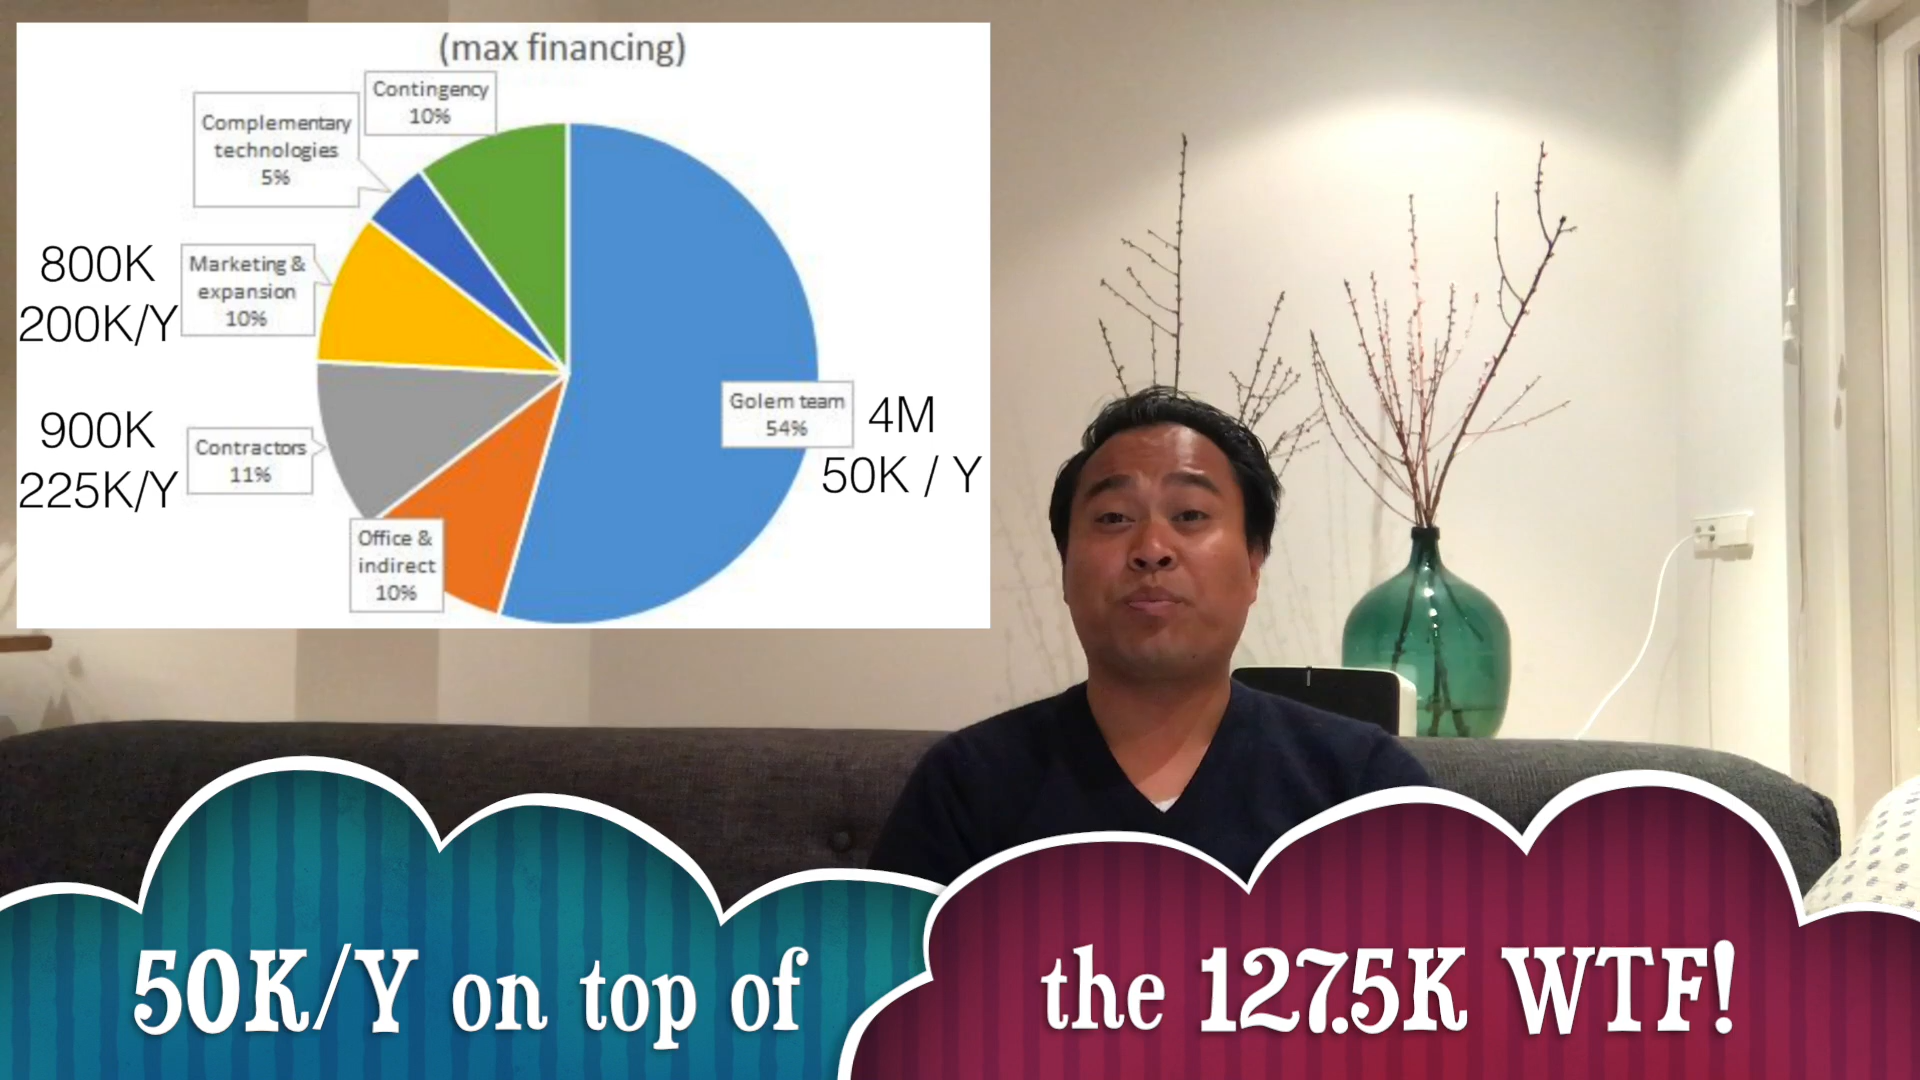 (max financing)
Contingency
10%
Complementary
technologies
5%
800K
200K/Y
Marketing &
expansion
10%
900K
225K/Y
Contractors
11%
Office &
indirect
10%
Golem team
54%
4M
50K / Y
50K/Y on top of
the 127.5K WTF!